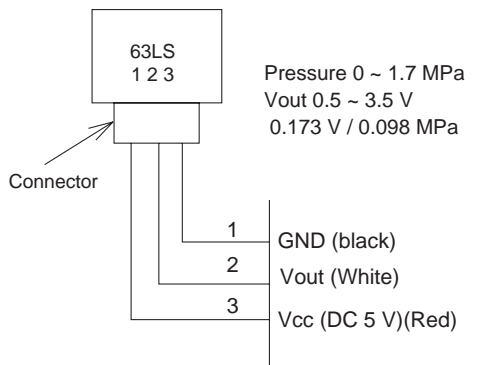 63LS
1 2 3
Pressure 0 ~ 1.7 MPa
Vout 0.5 ~ 3.5 V
0.173 V / 0.098 MPa
Connector
1
GND (black)
2
Vout (White)
3
Vcc (DC 5 V)(Red)